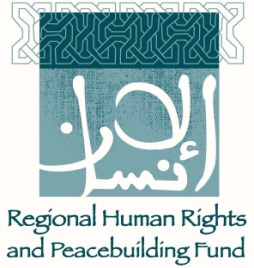 الإنسان
Regional Human Rights
and Peacebuilding Fund